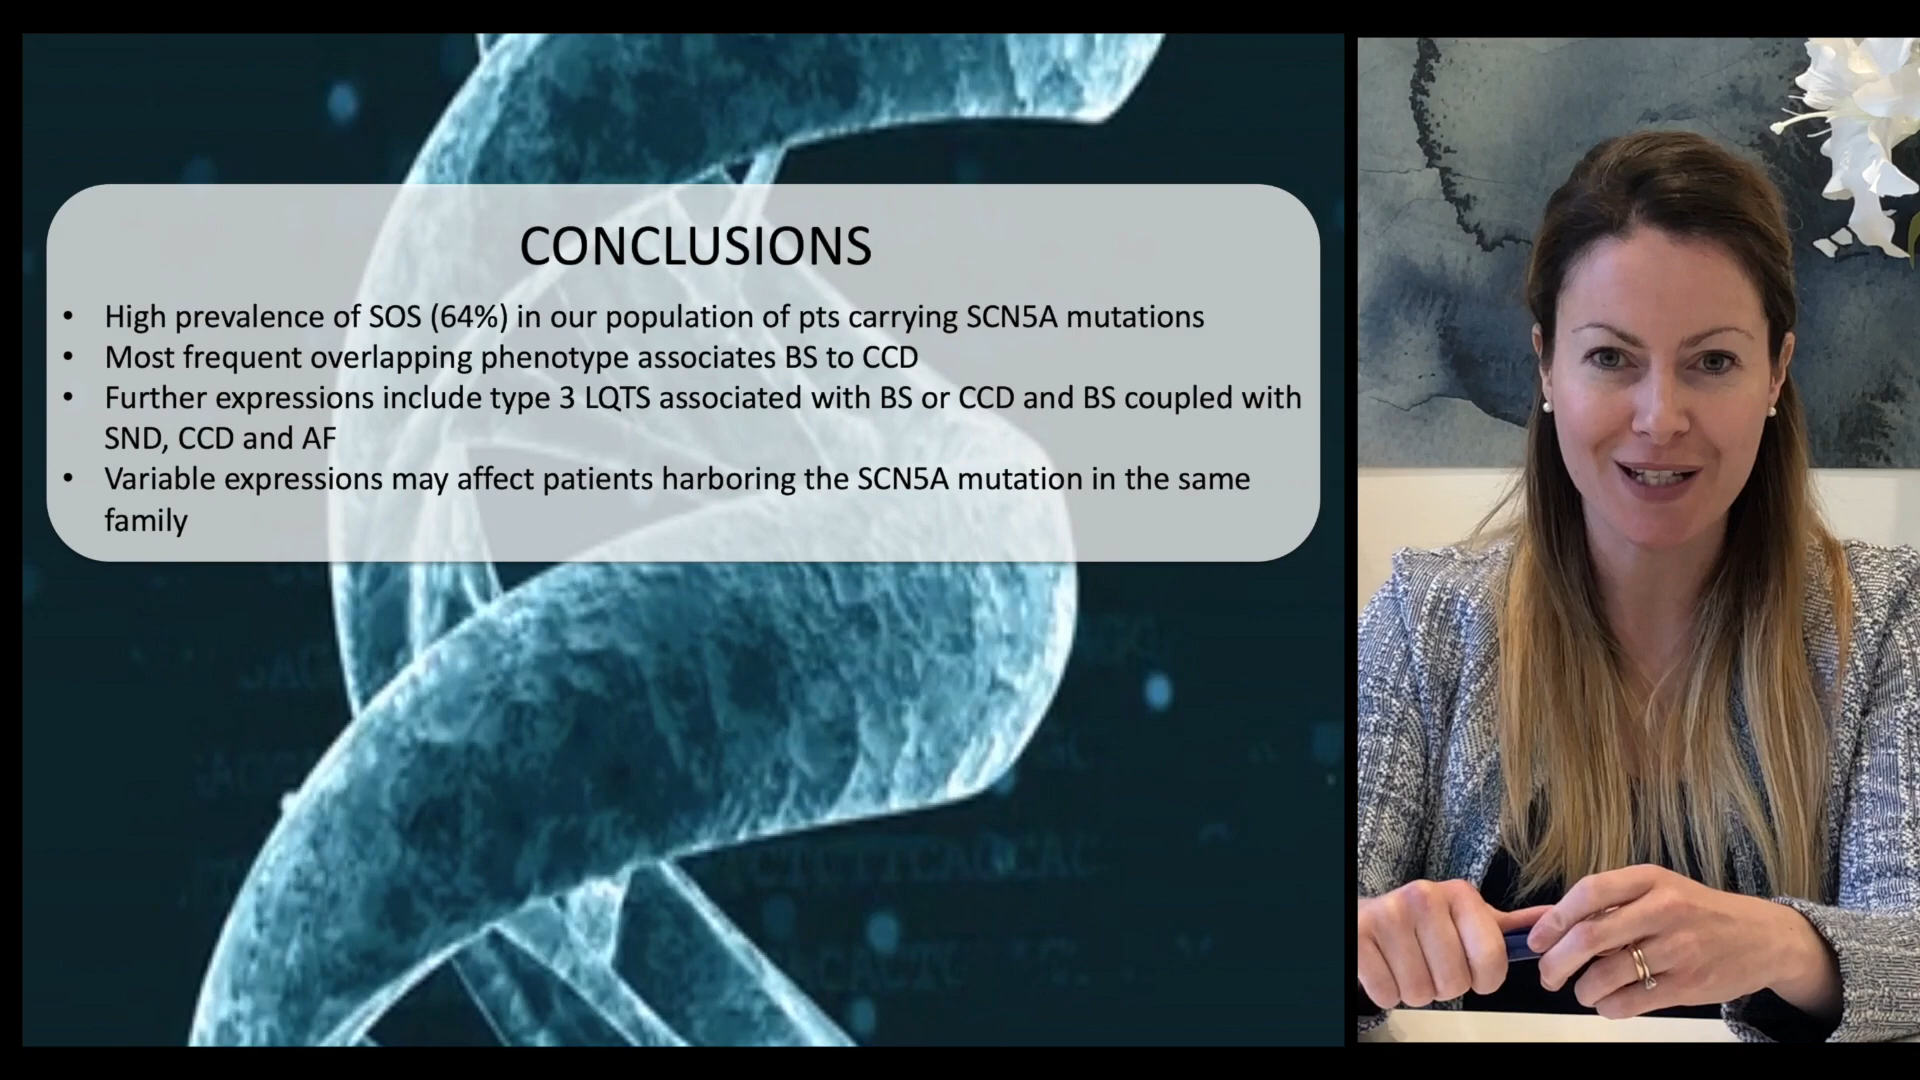 CONCLUSIONS
• High prevalence of SOS (64%) in our population of pts carrying SCN5A mutations
• Most frequent overlapping phenotype associates BS to CCD
• Further expressions include type 3 LQTS associated with BS or CCD and BS coupled with
SND, CCD and AF
• Variable expressions may affect patients harboring the SCN5A mutation in the same
family